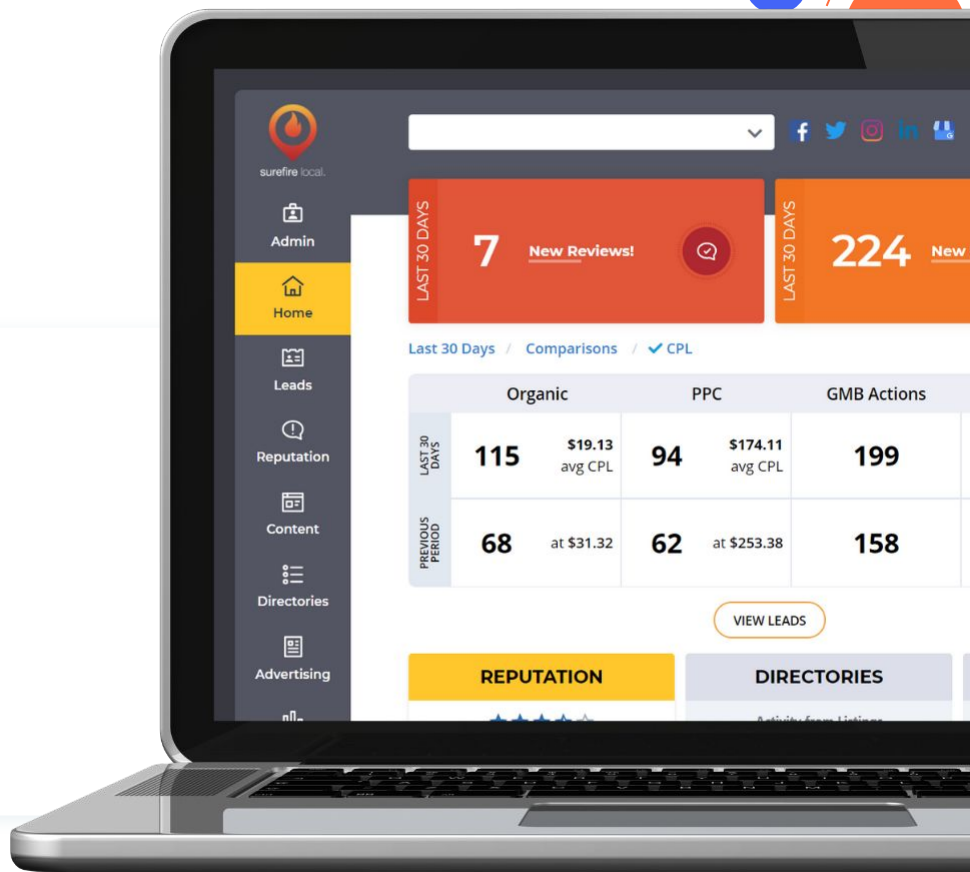 surefire local.
Admin
Home
Leads
Reputation
Content
Directories
Advertising
LAST 30 DAYS
7 New Reviews!
LAST 30 DAYS
224 New
Last 30 Days / Comparisons / CPL
Organic PPC GMB Actions
LAST 30
DAYS
115 $19.13
avg CPL
94 $174.11
avg CPL
199
PREVIOUS
PERIOD
68 at $31.32 62 at $253.38 158
VIEW LEADS
REPUTATION DIRECTORIES
Activity from Listings